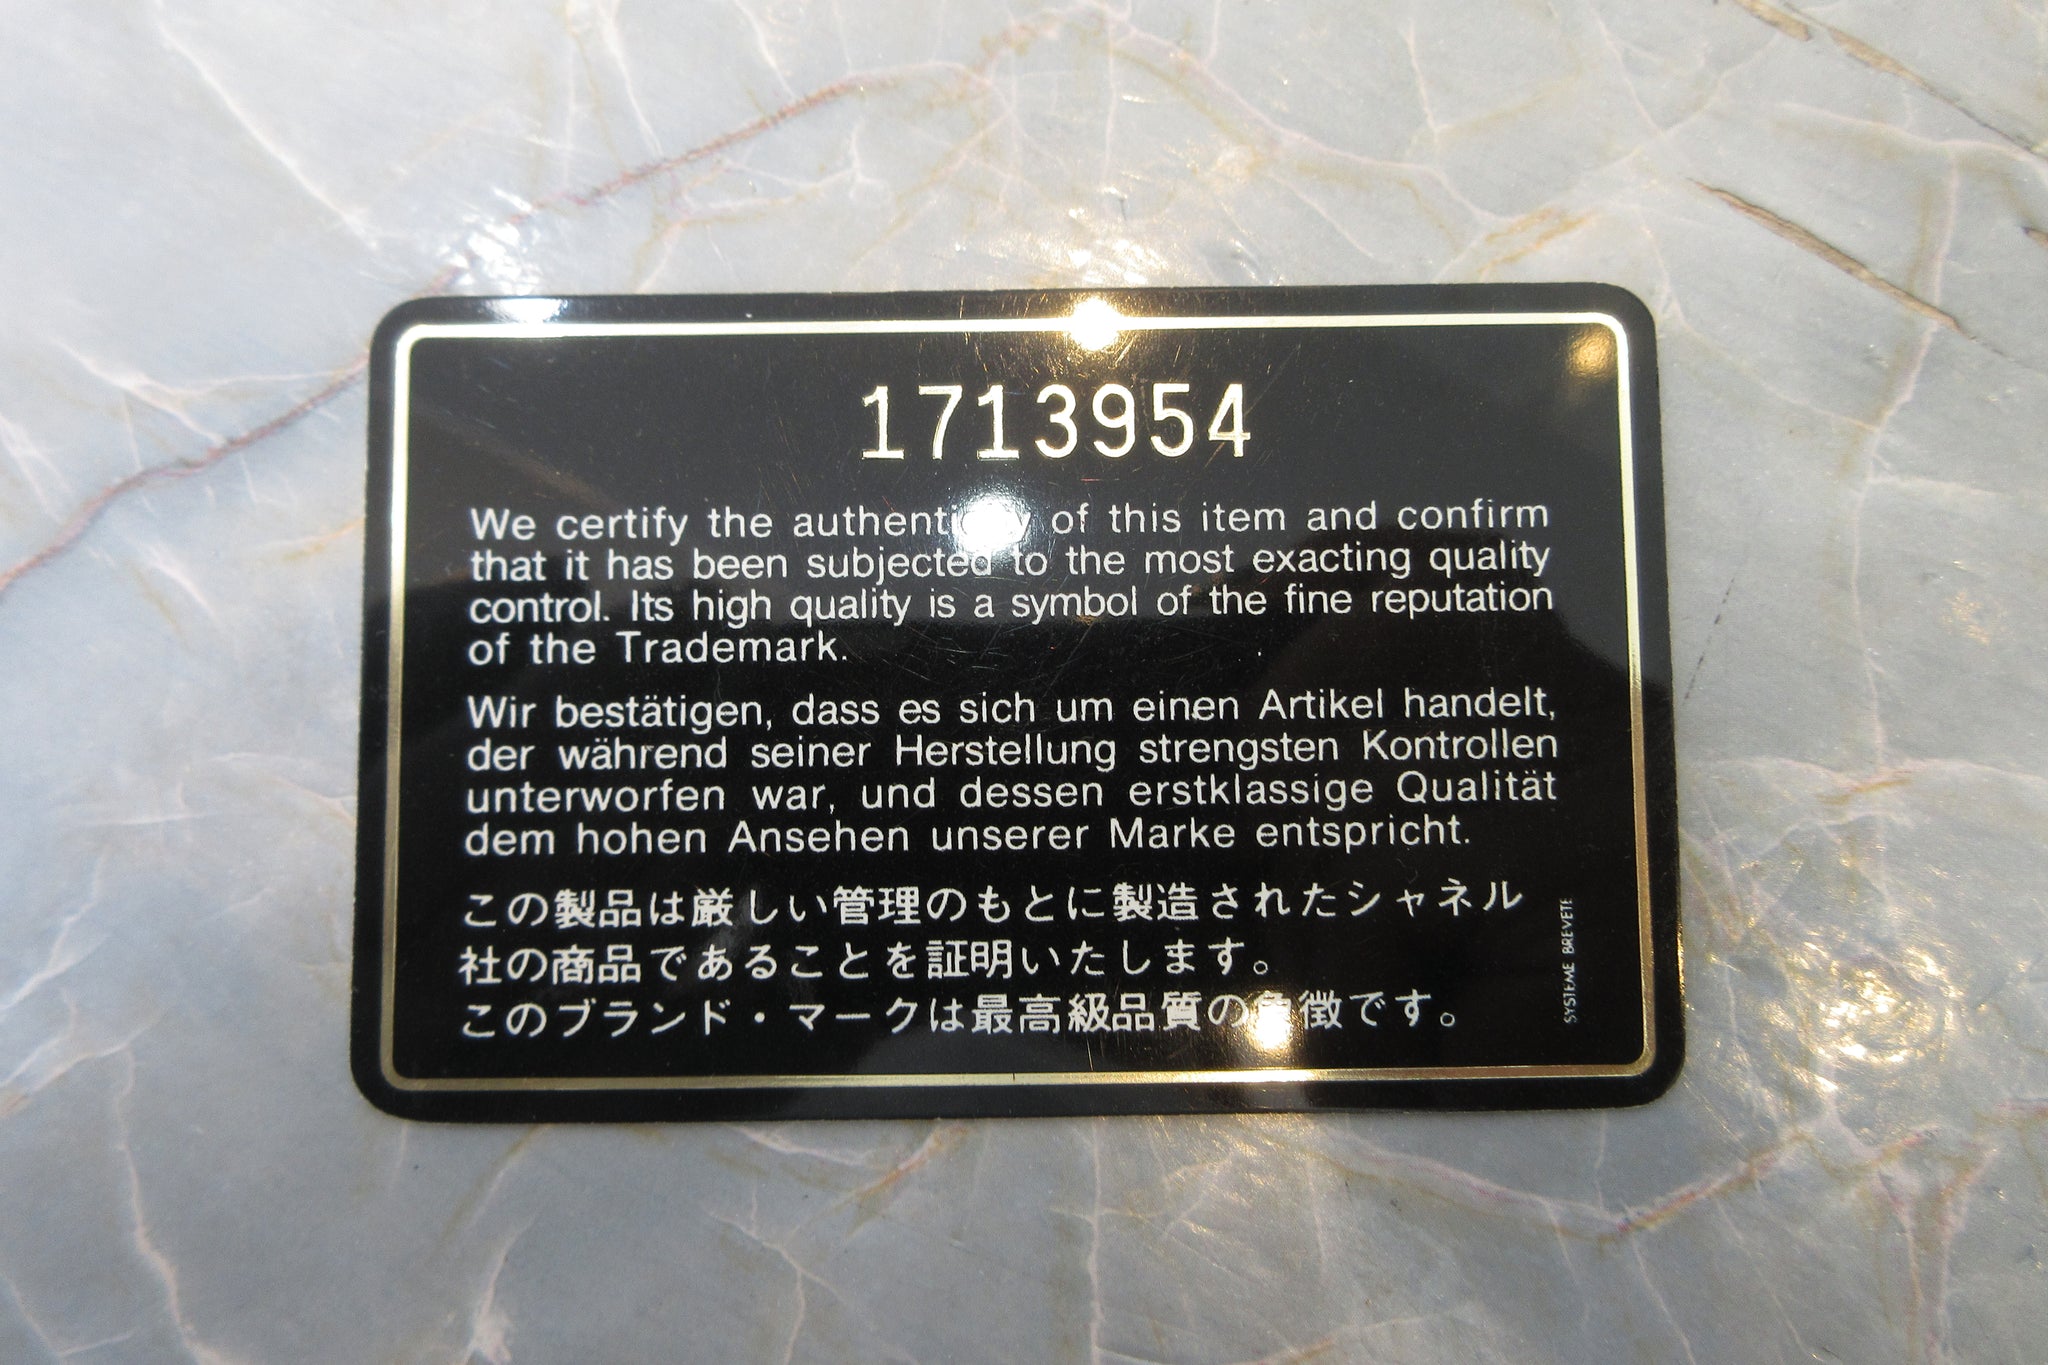 1713954
We certify the authenticity of this item and confirm
that it has been subjected to the most exacting quality
control. Its high quality is a symbol of the fine reputation
of the Trademark.
Wir bestätigen, dass es sich um einen Artikel handelt,
der während seiner Herstellung strengsten Kontrollen
unterworfen war, und dessen erstklassige Qualität
dem hohen Ansehen unserer Marke entspricht.
この製品は厳しい管理のもとに製造されたシャネル
社の商品であることを証明いたします。
このブランド・マークは最高級品質の象徴です。
SYSTEME BREVETE